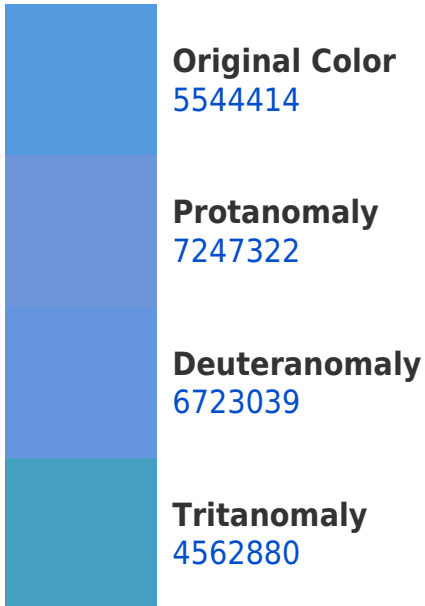 Original Color
5544414
Protanomaly
7247322
Deuteranomaly
6723039
Tritanomaly
4562880